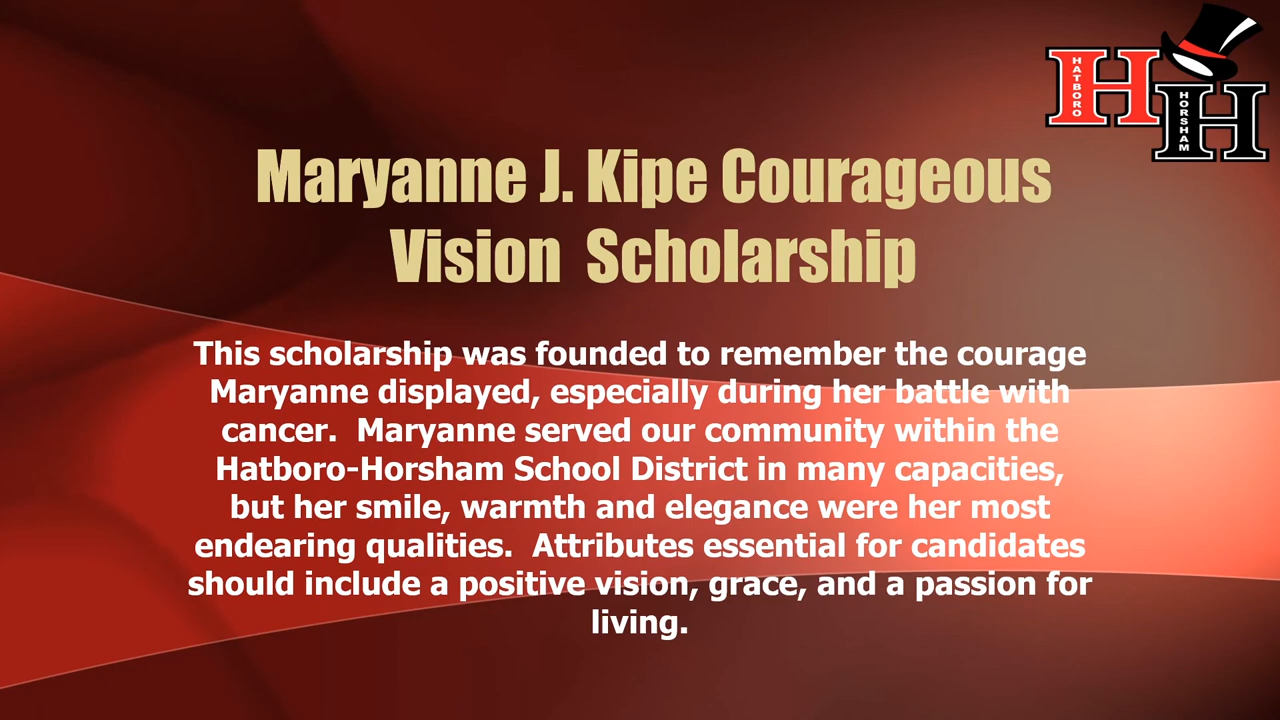 HATBORO
HORSHAM
Maryanne J. Kipe Courageous
Vision  Scholarship
This scholarship was founded to remember the courage
Maryanne displayed, especially during her battle with
cancer.  Maryanne served our community within the
Hatboro-Horsham School District in many capacities,
but her smile, warmth and elegance were her most
endearing qualities.  Attributes essential for candidates
should include a positive vision, grace, and a passion for
living.